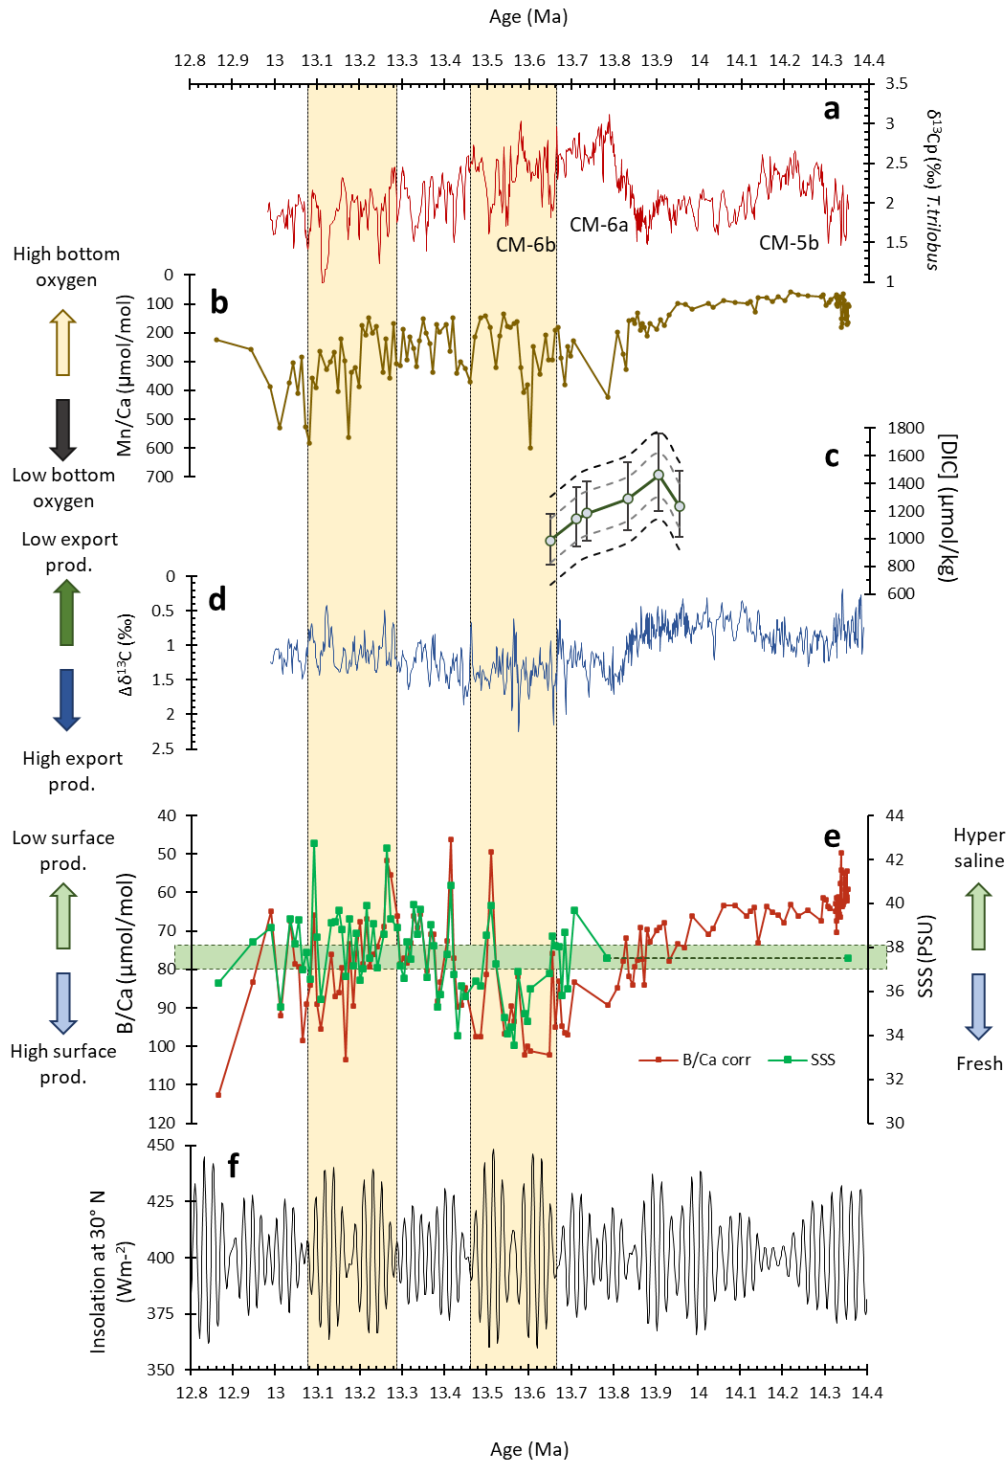 Age (Ma)
12.8 12.9 13 13.1 13.2 13.3 13.4 13.5 13.6 13.7 13.8 13.9 14 14.1 14.2 14.3 14.4
a
3.5
3
2.5
2
1.5
1
δ¹³Cp (‰) T.trilobus
CM-6b
CM-6a
CM-5b
High bottom
oxygen
Low bottom
oxygen
b
0
100
200
300
400
500
600
700
Mn/Ca (µmol/mol)
c
1800
1600
1400
1200
1000
800
600
[DIC] (µmol/kg)
Low export
prod.
High export
prod.
d
0
0.5
1
1.5
2
2.5
Δδ¹³C (‰)
Low surface
prod.
High surface
prod.
e
40
50
60
70
80
90
100
110
120
B/Ca (µmol/mol)
44
42
40
38
36
34
32
30
SSS (PSU)
Hyper
saline
Fresh
B/Ca corr
SSS
f
450
425
400
375
350
Insolation at 30° N
(Wm-²)
12.8 12.9 13 13.1 13.2 13.3 13.4 13.5 13.6 13.7 13.8 13.9 14 14.1 14.2 14.3 14.4
Age (Ma)